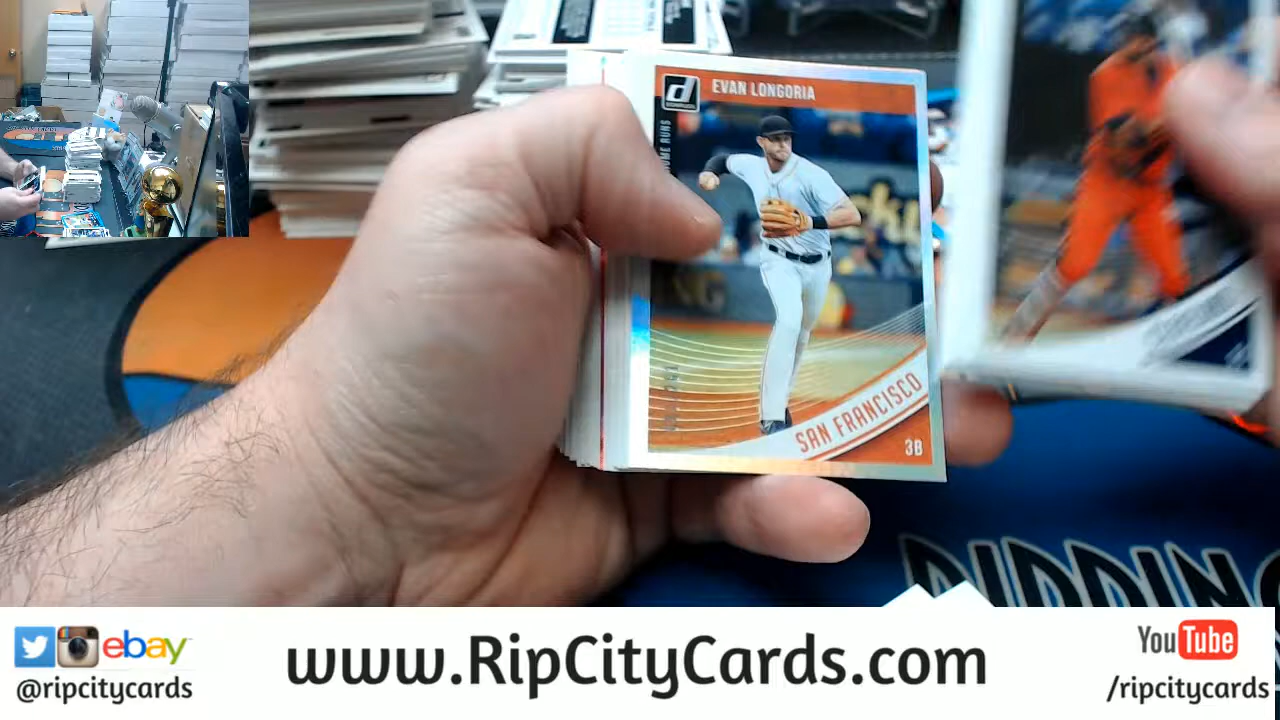 EVAN LONGORIA
d
SAN FRANCISCO
3B
ebay
@ripcitycards
www.RipCityCards.com
YouTube
/ripcitycards